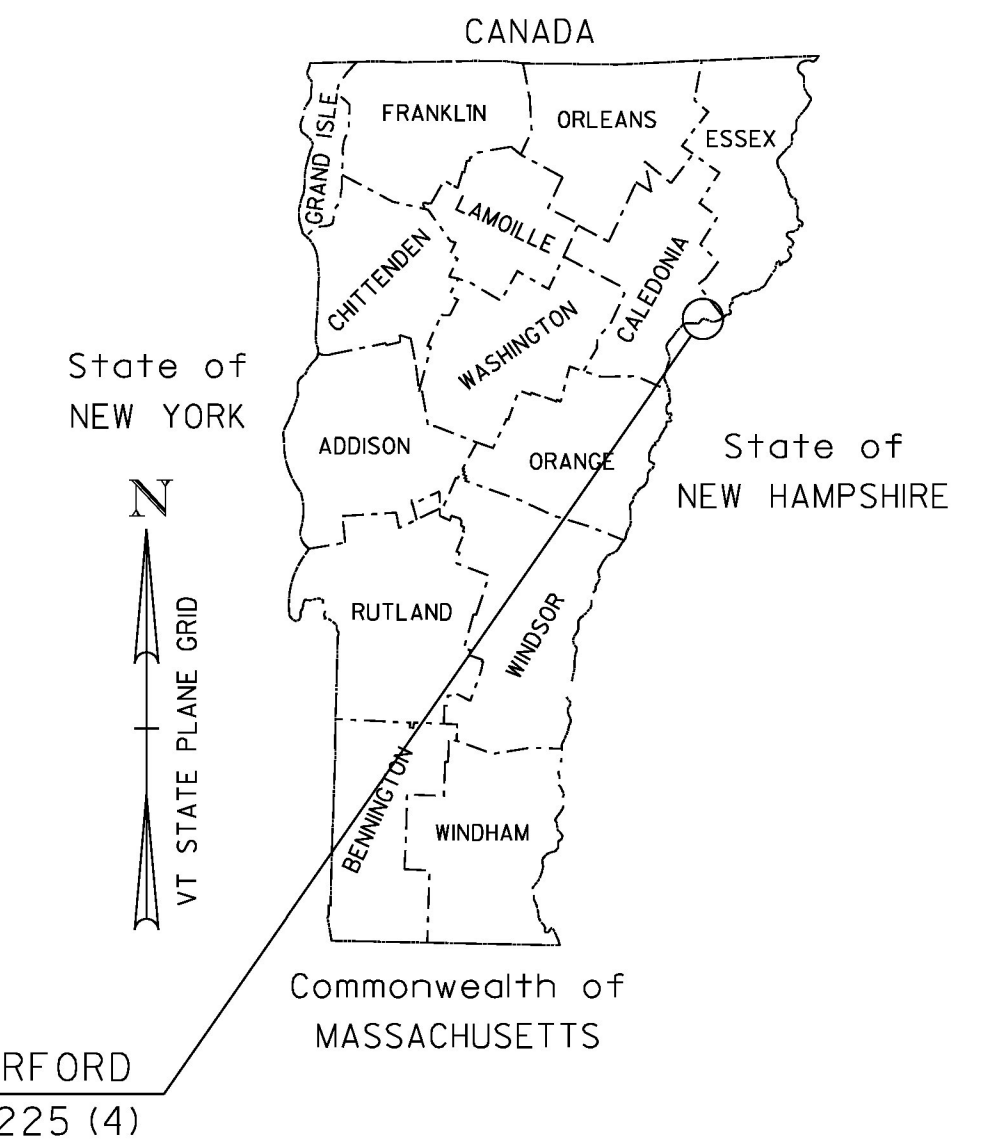 CANADA
GRAND ISLE
FRANKLIN
ORLEANS
ESSEX
LAMOILLE
CHITTENDEN
CALEDONIA
WASHINGTON
State of
NEW YORK
ADDISON
ORANGE
State of
NEW HAMPSHIRE
N
VT STATE PLANE GRID
RUTLAND
WINDSOR
BENNINGTON
WINDHAM
Commonwealth of
MASSACHUSETTS
RFORD
225 (4)